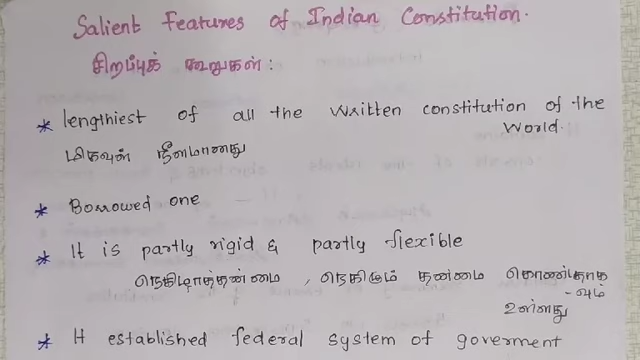 Salient Features of Indian Constitution.
சிறப்புக் கூறுகள் :
* lengthiest of all the written constitution of the
World.
மிகவும் நீளமானது
* Borrowed one
* It is partly rigid & partly flexible
நெகிழாத்தன்மை , நெகிழும் தன்மை கொண்டதாக
- வும்
உள்ளது
* It established federal system of goverment